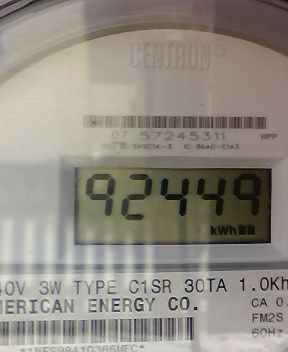 CENTRON®
07 57245311
92449
kWh
40V 3W TYPE C1SR 30TA 1.0Kh
MERICAN ENERGY CO.
CA 0.
FM2S
60Hz